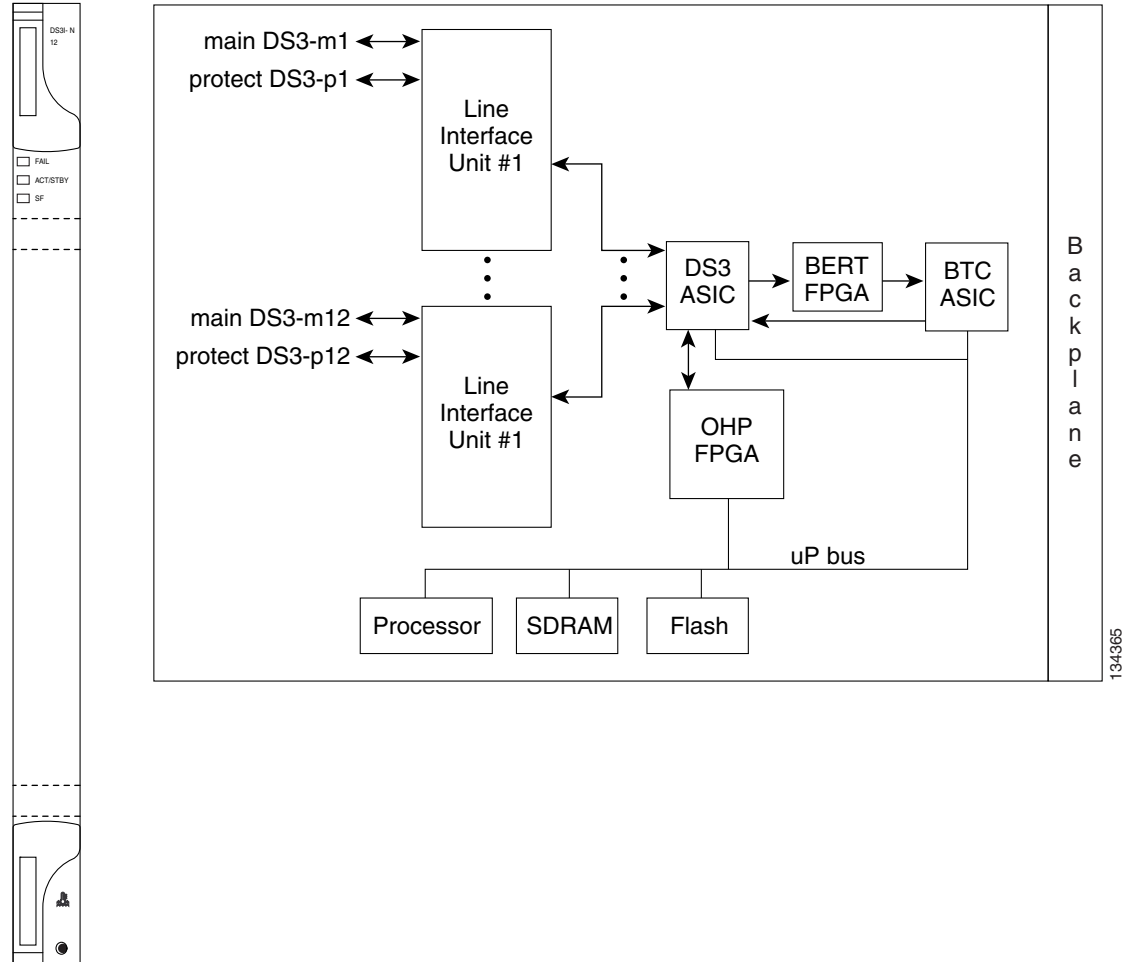 DS3I- N
12
FAIL
ACT/STBY
SF
main DS3-m1
protect DS3-p1
Line
Interface
Unit #1
main DS3-m12
protect DS3-p12
Line
Interface
Unit #1
DS3
ASIC
BERT
FPGA
BTC
ASIC
OHP
FPGA
uP bus
Processor
SDRAM
Flash
B
a
c
k
p
l
a
n
e
134365